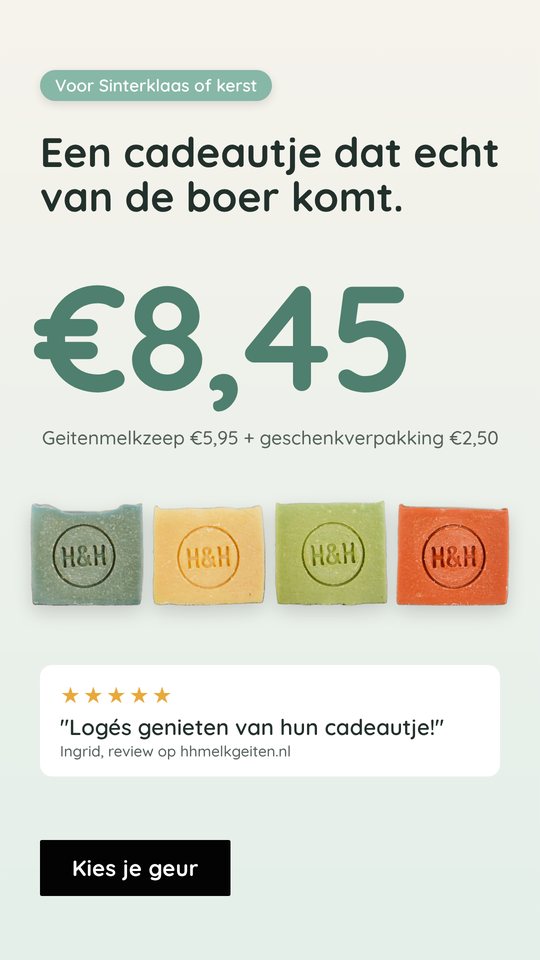 Voor Sinterklaas of kerst
Een cadeautje dat echt
van de boer komt.
€8,45
Geitenmelkzeep €5,95 + geschenkverpakking €2,50
H&H H&H H&H H&H
★★★★★
"Logés genieten van hun cadeautje!"
Ingrid, review op hhmelkgeiten.nl
Kies je geur